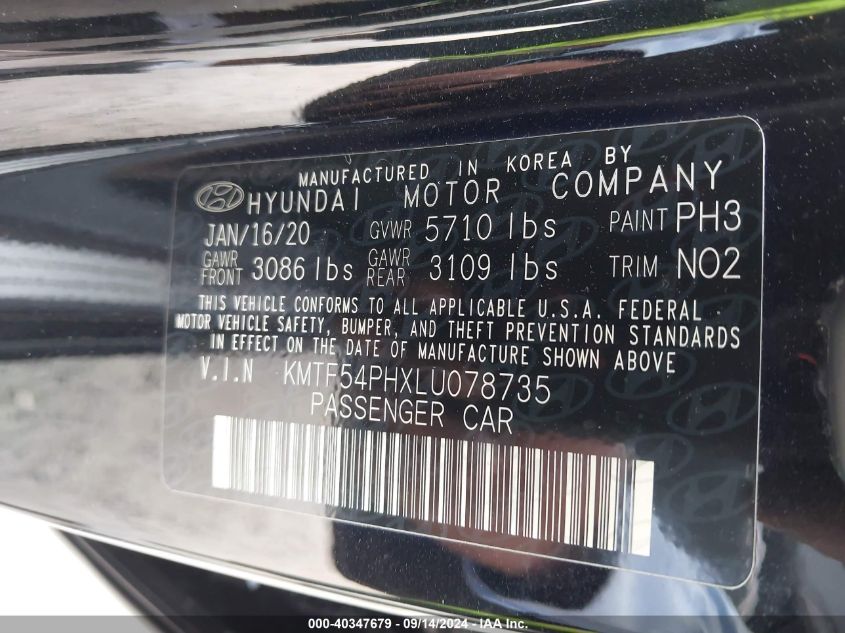 MANUFACTURED IN KOREA BY
HYUNDAI MOTOR COMPANY
JAN/16/20 GVWR 5710 lbs PAINT PH3
GAWR FRONT 3086 lbs GAWR REAR 3109 lbs TRIM NO2
THIS VEHICLE CONFORMS TO ALL APPLICABLE U.S.A. FEDERAL
MOTOR VEHICLE SAFETY, BUMPER, AND THEFT PREVENTION STANDARDS
IN EFFECT ON THE DATE OF MANUFACTURE SHOWN ABOVE
V.I.N KMTF54PHXLU078735
PASSENGER CAR
000-40347679 - 09/14/2024 - IAA Inc.